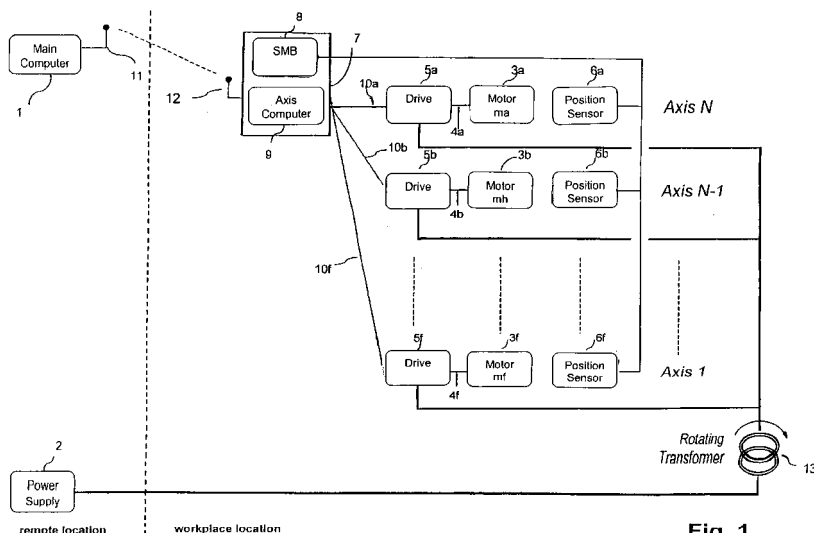 8
7
Main
Computer
1
11
12
SMB
Axis
Computer
9
10a
5a
Drive
3a
Motor
ma
4a
6a
Position
Sensor
Axis N
10b
5b
Drive
3b
Motor
mh
4b
6b
Position
Sensor
Axis N-1
10f
5f
Drive
3f
Motor
mf
4f
6f
Position
Sensor
Axis 1
Rotating
Transformer
13
2
Power
Supply
remote location
workplace location
Fig. 1